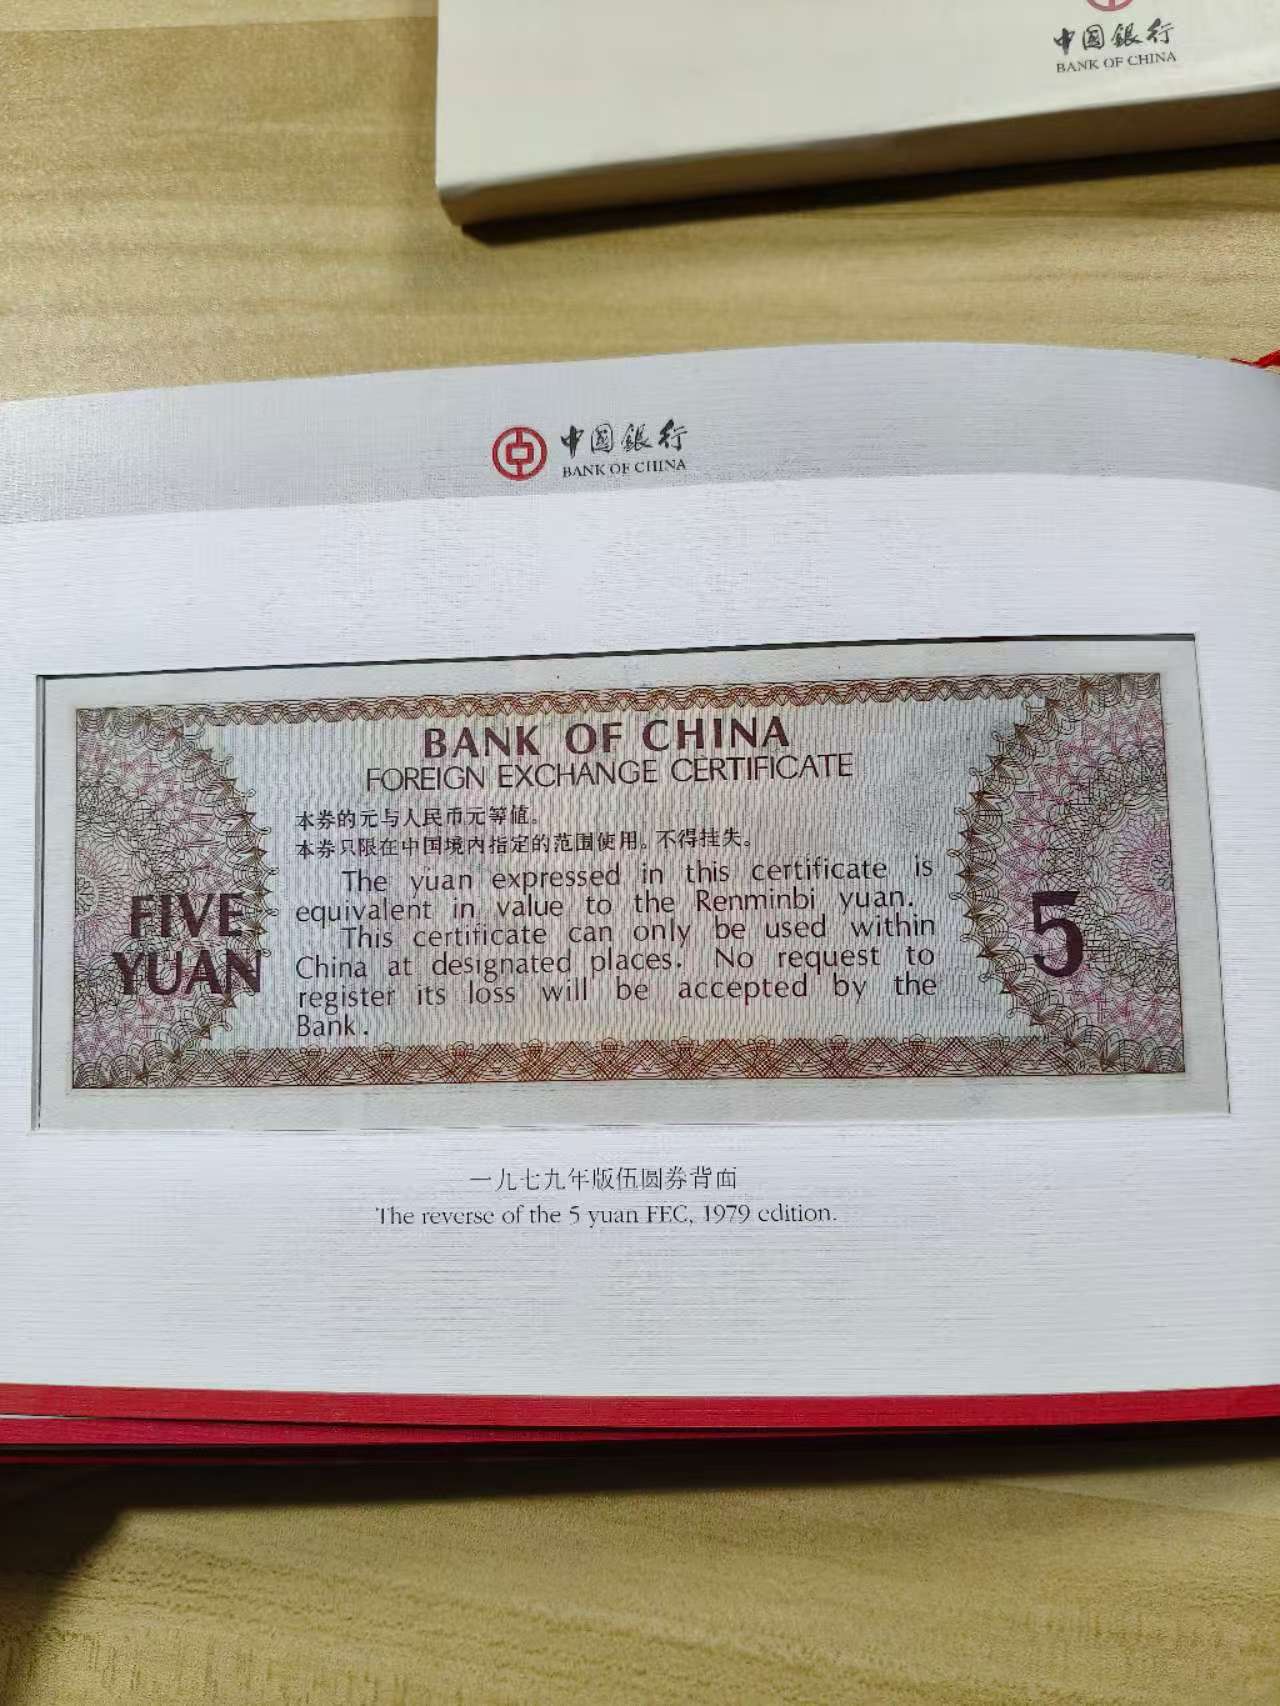 中国銀行
BANK OF CHINA
中国銀行
BANK OF CHINA
BANK OF CHINA
FOREIGN EXCHANGE CERTIFICATE
本券的元与人民币元等值。
本券只限在中国境内指定的范围使用。不得挂失。
The yuan expressed in this certificate is
equivalent in value to the Renminbi yuan.
This certificate can only be used within
China at designated places. No request to
register its loss will be accepted by the
Bank.
FIVE
YUAN
5
一九七九年版伍圆券背面
The reverse of the 5 yuan FEC, 1979 edition.